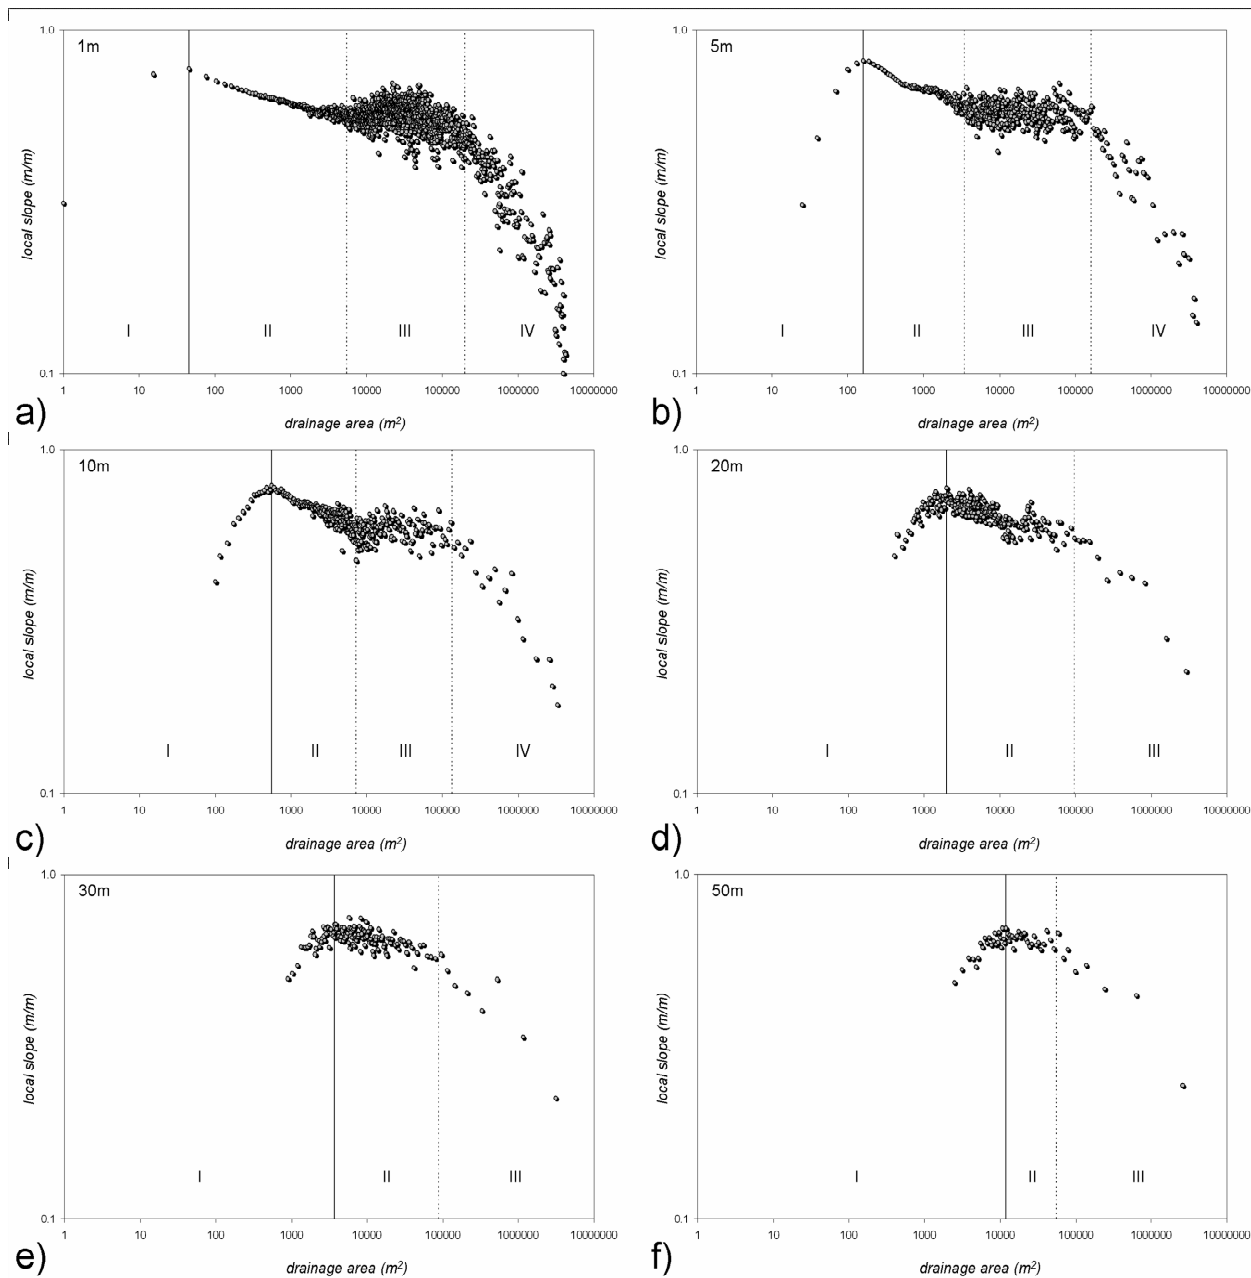 1.0 1.0
1m 5m
local slope (m/m) local slope (m/m)
I II III IV I II III IV
0.1 0.1
1 10 100 1000 10000 100000 1000000 10000000 1 10 100 1000 10000 100000 1000000 10000000
a) drainage area (m²) b) drainage area (m²)
1.0 1.0
10m 20m
local slope (m/m) local slope (m/m)
I II III IV I II III
0.1 0.1
1 10 100 1000 10000 100000 1000000 10000000 1 10 100 1000 10000 100000 1000000 10000000
c) drainage area (m²) d) drainage area (m²)
1.0 1.0
30m 50m
local slope (m/m) local slope (m/m)
I II III I II III
0.1 0.1
1 10 100 1000 10000 100000 1000000 10000000 1 10 100 1000 10000 100000 1000000 10000000
e) drainage area (m²) f) drainage area (m²)